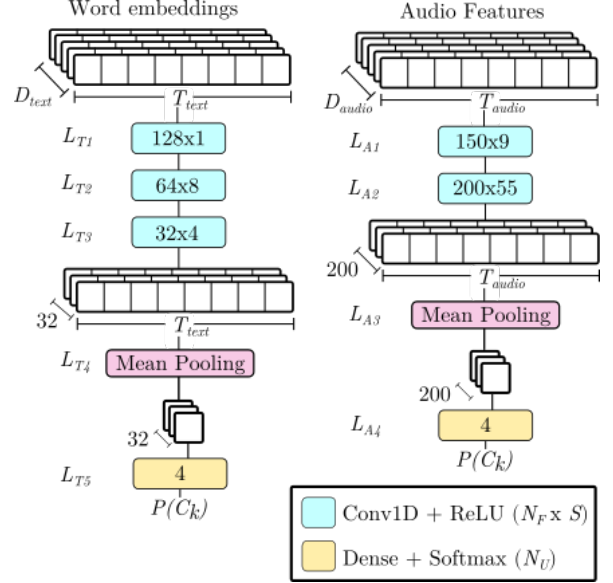 Word embeddings
D_text
T_text
L_T1
128x1
L_T2
64x8
L_T3
32x4
32
T_text
L_T4
Mean Pooling
32
L_T5
4
P(C_k)
Audio Features
D_audio
T_audio
L_A1
150x9
L_A2
200x55
200
T_audio
L_A3
Mean Pooling
200
L_A4
4
P(C_k)
Conv1D + ReLU (N_F x S)
Dense + Softmax (N_U)